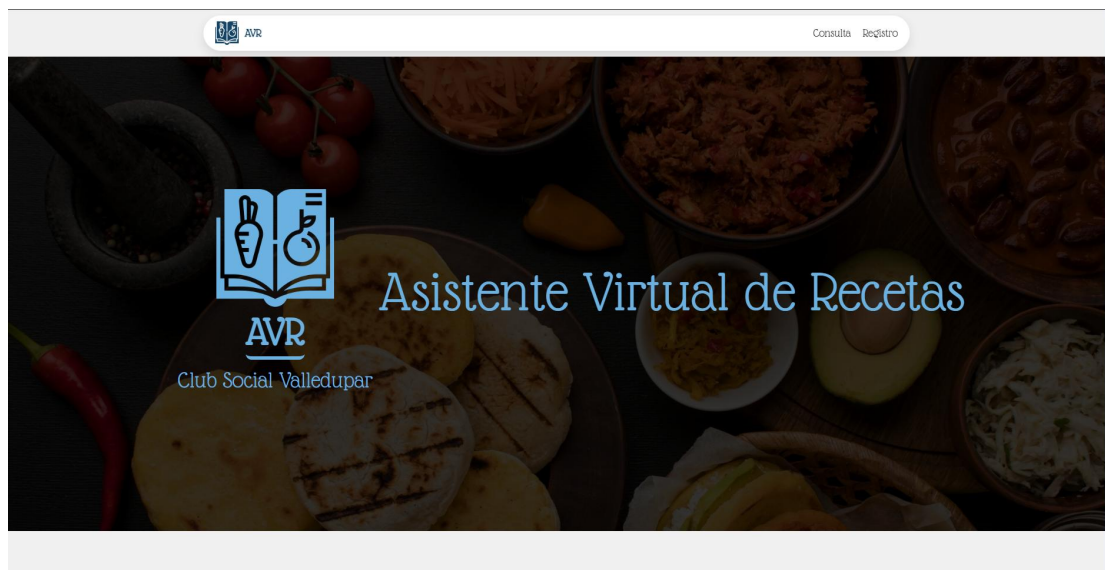 AVR
Consulta Registro
Asistente Virtual de Recetas
AVR
Club Social Valledupar